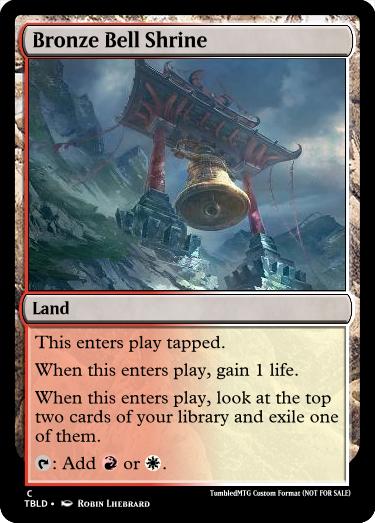 Bronze Bell Shrine
Land
This enters play tapped.
When this enters play, gain 1 life.
When this enters play, look at the top
two cards of your library and exile one
of them.
: Add or .
C
TBLD • Robin Lhebrard
TumbledMTG Custom Format (NOT FOR SALE)